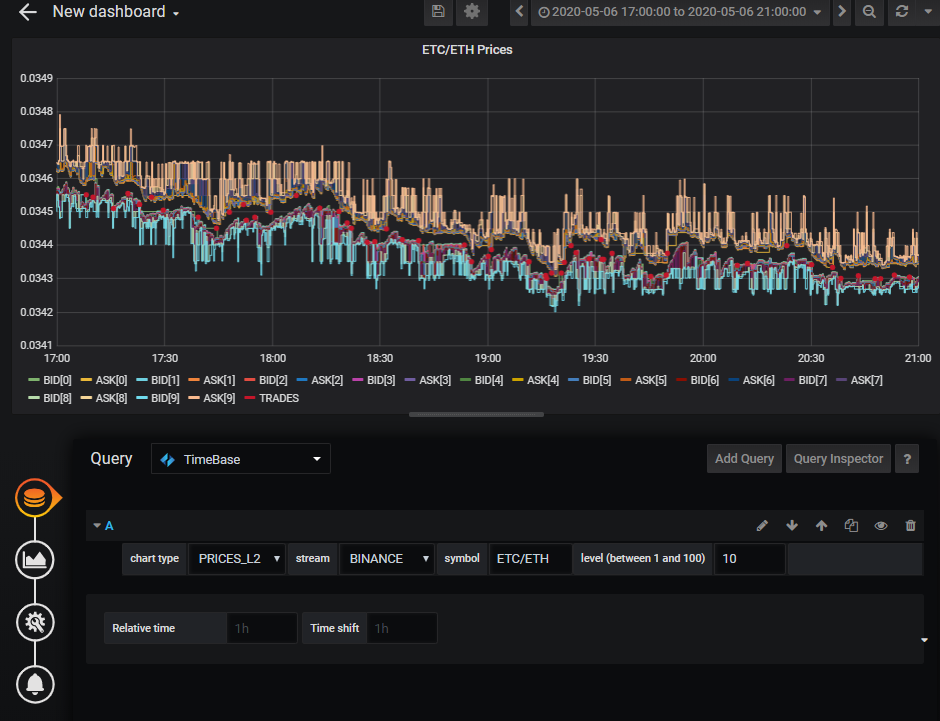 New dashboard
2020-05-06 17:00:00 to 2020-05-06 21:00:00
ETC/ETH Prices
0.0349
0.0348
0.0347
0.0346
0.0345
0.0344
0.0343
0.0342
0.0341
17:00 17:30 18:00 18:30 19:00 19:30 20:00 20:30 21:00
BID[0] ASK[0] BID[1] ASK[1] BID[2] ASK[2] BID[3] ASK[3] BID[4] ASK[4] BID[5] ASK[5] BID[6] ASK[6] BID[7] ASK[7]
BID[8] ASK[8] BID[9] ASK[9] TRADES
Query TimeBase Add Query Query Inspector ?
A
chart type PRICES_L2 stream BINANCE symbol ETC/ETH level (between 1 and 100) 10
Relative time 1h Time shift 1h